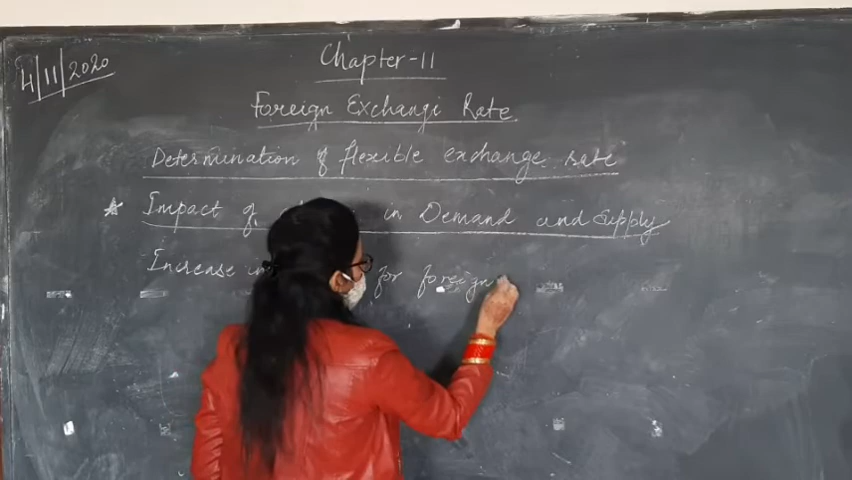 4/11/2020
Chapter-11
Foreign Exchangi Rate
Determination of flexible exchange rate
* Impact of in Demand and Supply
Increase in for foreign